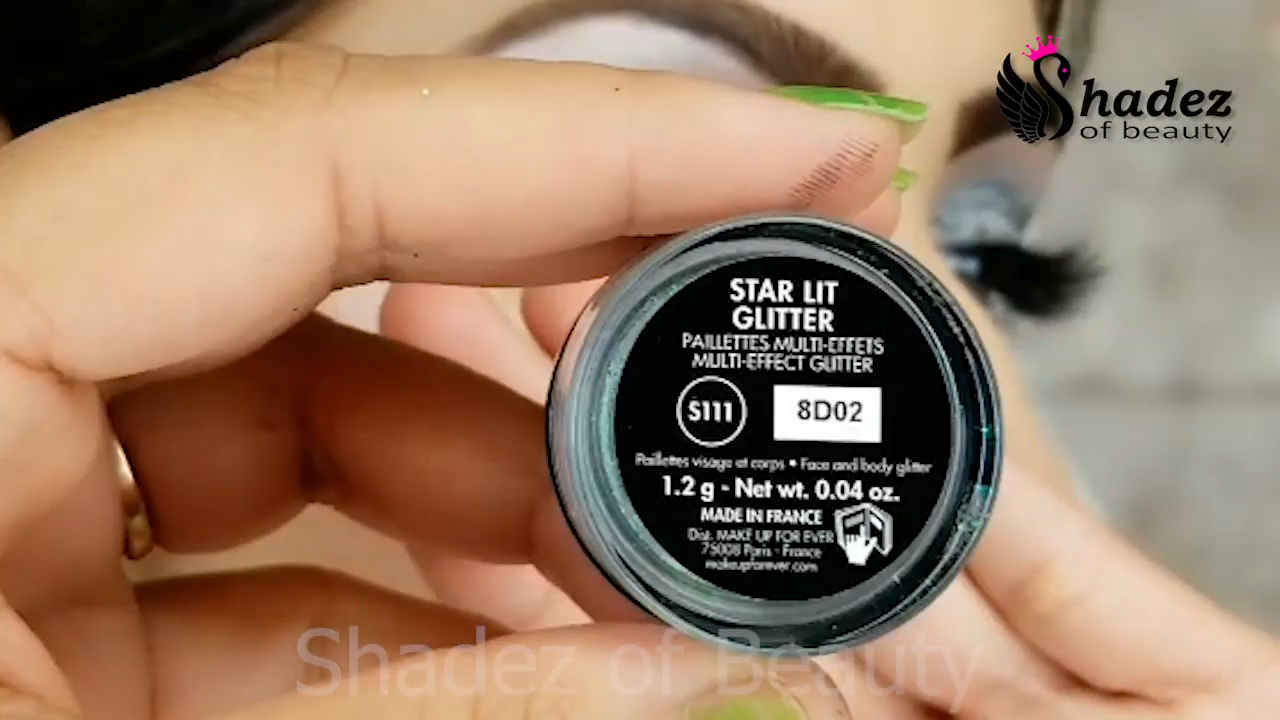 Shadez
of beauty
STAR LIT
GLITTER
PAILLETTES MULTI-EFFETS
MULTI-EFFECT GLITTER
S111
8D02
Paillettes visage et corps • Face and body glitter
1.2 g - Net wt. 0.04 oz.
MADE IN FRANCE
Dist. MAKE UP FOR EVER
75008 Paris - France
makeupforever.com
Shadez of Beauty